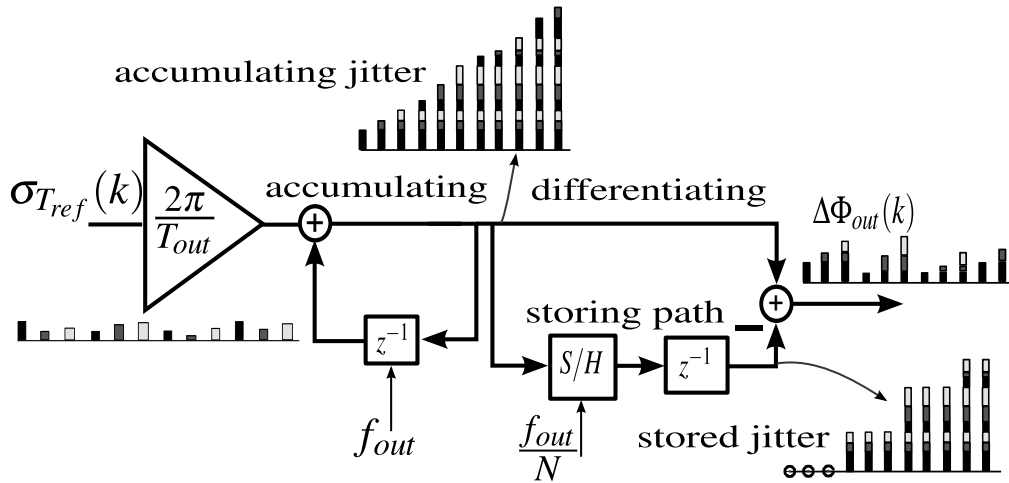 accumulating jitter
σ_{T_{ref}}(k)
2π
T_{out}
accumulating
differentiating
+
ΔΦ_{out}(k)
+
storing path
−
z^{-1}
S/H
z^{-1}
f_{out}
f_{out}
N
stored jitter